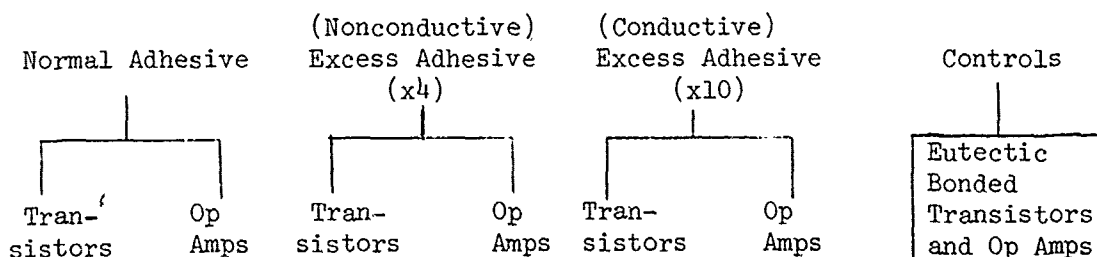 Normal Adhesive
(Nonconductive)
Excess Adhesive
(x4)
(Conductive)
Excess Adhesive
(x10)
Controls
Tran-
sistors
Op
Amps
Tran-
sistors
Op
Amps
Tran-
sistors
Op
Amps
Eutectic
Bonded
Transistors
and Op Amps